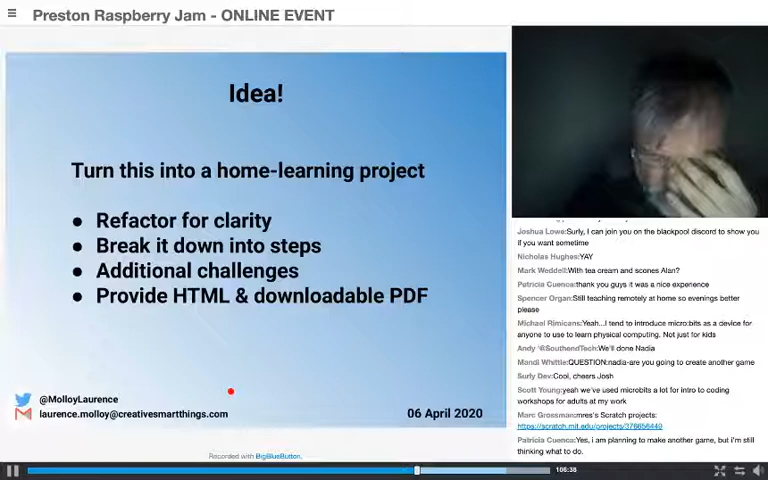 Preston Raspberry Jam - ONLINE EVENT
Idea!
Turn this into a home-learning project
● Refactor for clarity
● Break it down into steps
● Additional challenges
● Provide HTML & downloadable PDF
@MolloyLaurence
laurence.molloy@creativesmartthings.com
06 April 2020
Recorded with BigBlueButton.
Joshua Lowe:Surly, I can join you on the blackpool discord to show you
if you want sometime
Nicholas Hughes:YAY
Mark Weddell:With tea cream and scones Alan?
Patricia Cuenca:thank you guys it was a nice experience
Spencer Organ:Still teaching remotely at home so evenings better
please
Michael Rimicans:Yeah...I tend to introduce micro:bits as a device for
anyone to use to learn physical computing. Not just for kids
Andy '@SouthendTech:We'll done Nadia
Mandi Whittle:QUESTION:nadia-are you going to create another game
Surly Dev:Cool, cheers Josh
Scott Young:yeah we've used microbits a lot for intro to coding
workshops for adults at my work
Marc Grossman:mres's Scratch projects:
https://scratch.mit.edu/projects/376656449
Patricia Cuenca:Yes, i am planning to make another game, but i'm still
thinking what to do.
106:38